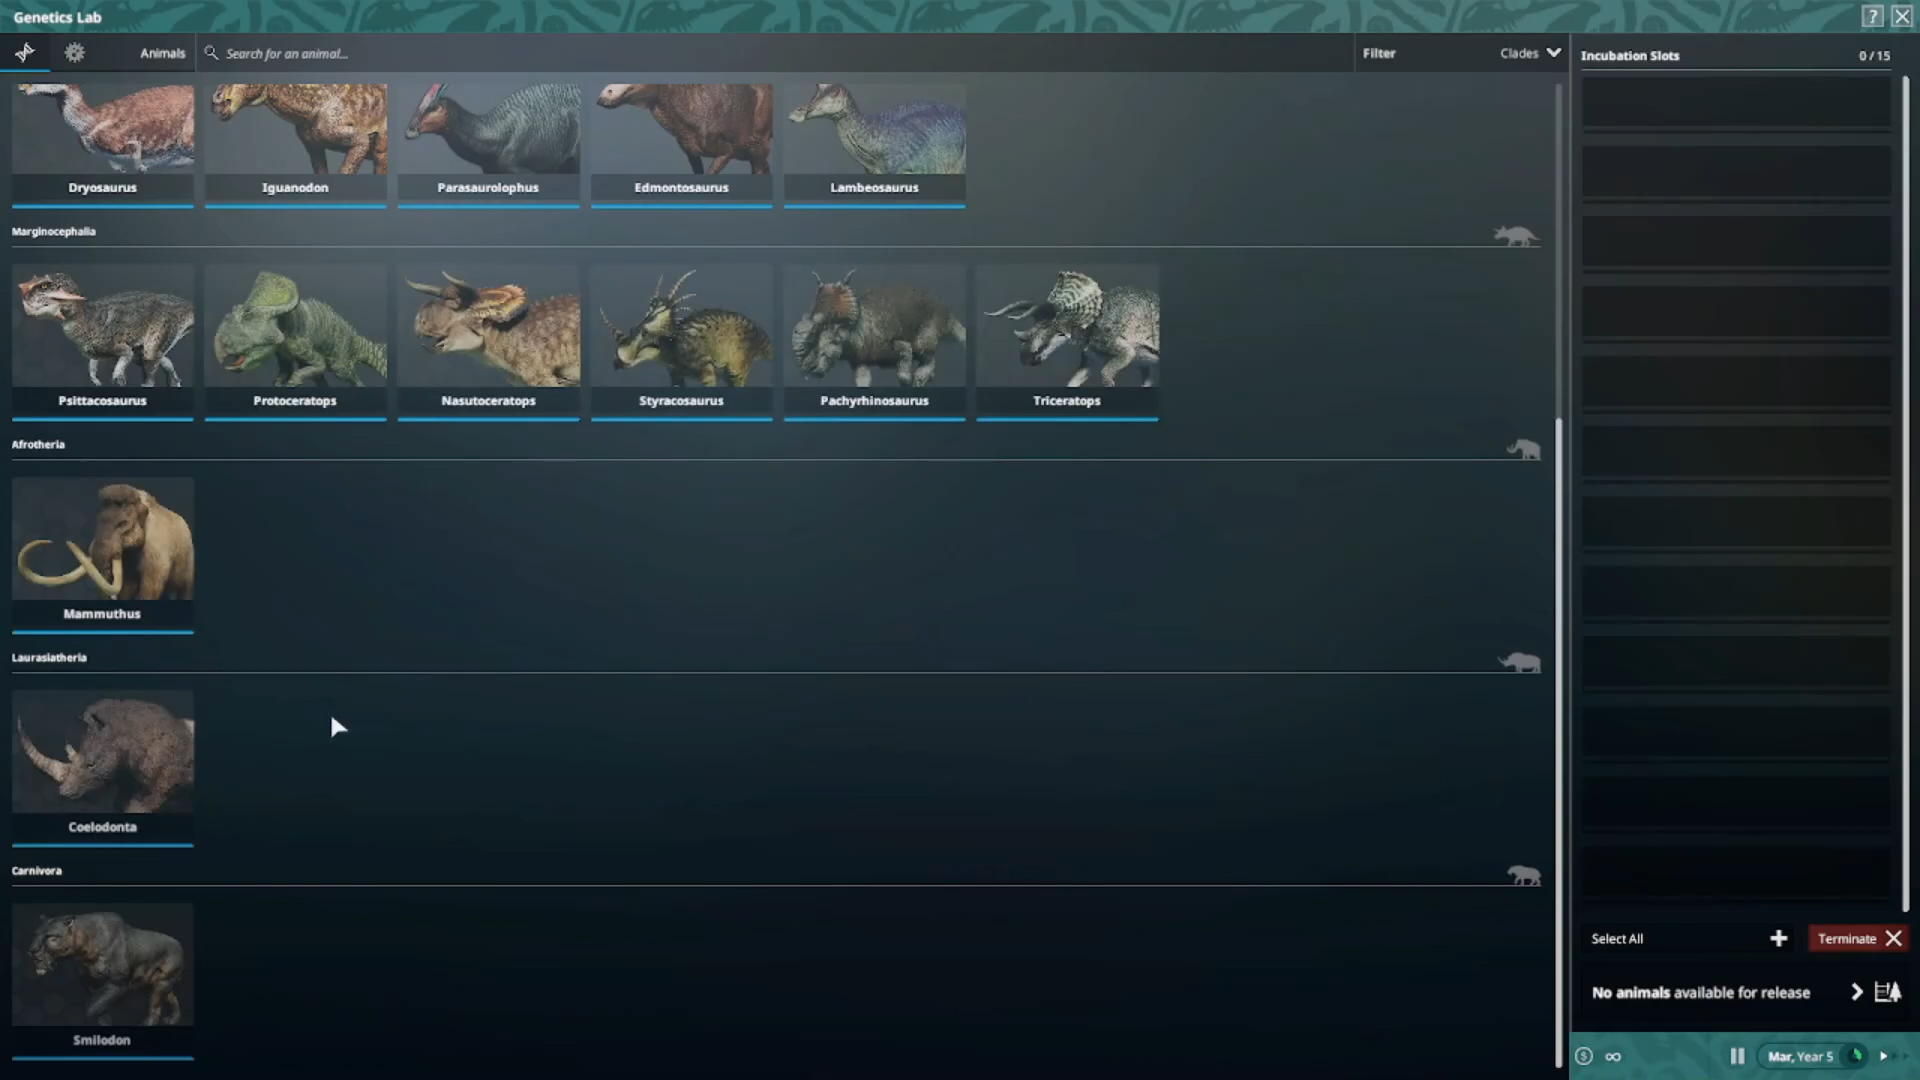 Genetics Lab
?
Animals
Search for an animal...
Filter
Clades
Incubation Slots
0 / 15
Dryosaurus
Iguanodon
Parasaurolophus
Edmontosaurus
Lambeosaurus
Marginocephalia
Psittacosaurus
Protoceratops
Nasutoceratops
Styracosaurus
Pachyrhinosaurus
Triceratops
Afrotheria
Mammuthus
Laurasiatheria
Coelodonta
Carnivora
Smilodon
Select All
Terminate
No animals available for release
$ ∞
Mar, Year 5